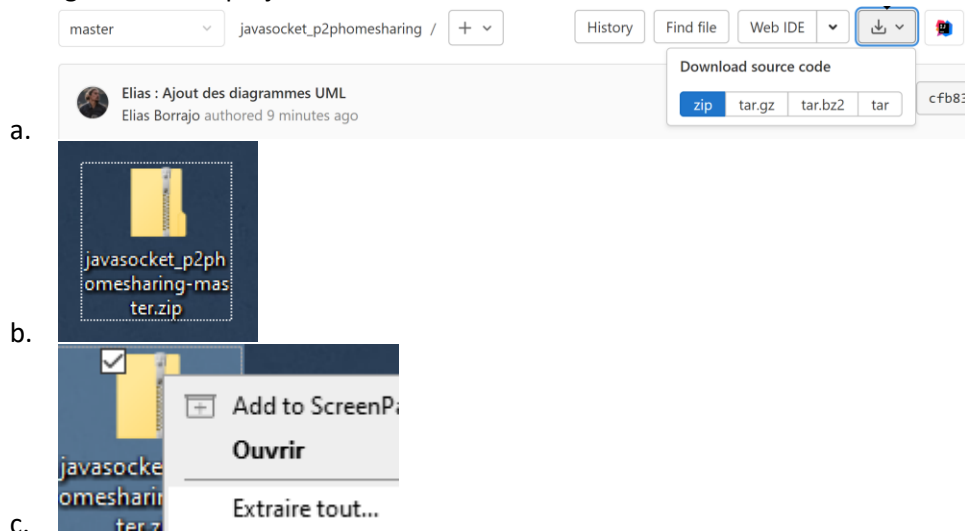 master javasocket_p2phomesharing / + History Find file Web IDE
Download source code
Elias : Ajout des diagrammes UML
zip tar.gz tar.bz2 tar cfb83
Elias Borrajo authored 9 minutes ago
a.
javasocket_p2ph
omesharing-mas
ter.zip
b.
Add to ScreenPa
Ouvrir
javasocke
omesharin
Extraire tout...
ter.z
c.